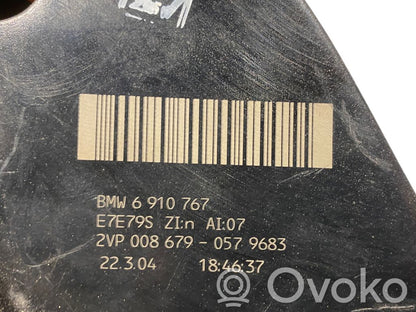 BMW 6 910 767
E7E79S ZI:n AI:07
2VP 008 679 - 057 9683
22.3.04 18:46:37
Ovoko